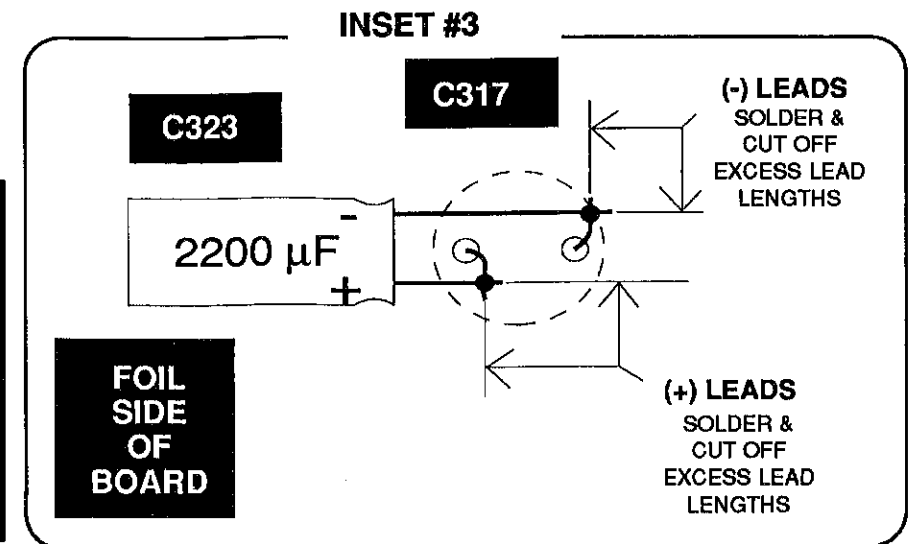 INSET #3
C323
C317
(-) LEADS
SOLDER &
CUT OFF
EXCESS LEAD
LENGTHS
-
2200 µF
+
FOIL
SIDE
OF
BOARD
(+) LEADS
SOLDER &
CUT OFF
EXCESS LEAD
LENGTHS